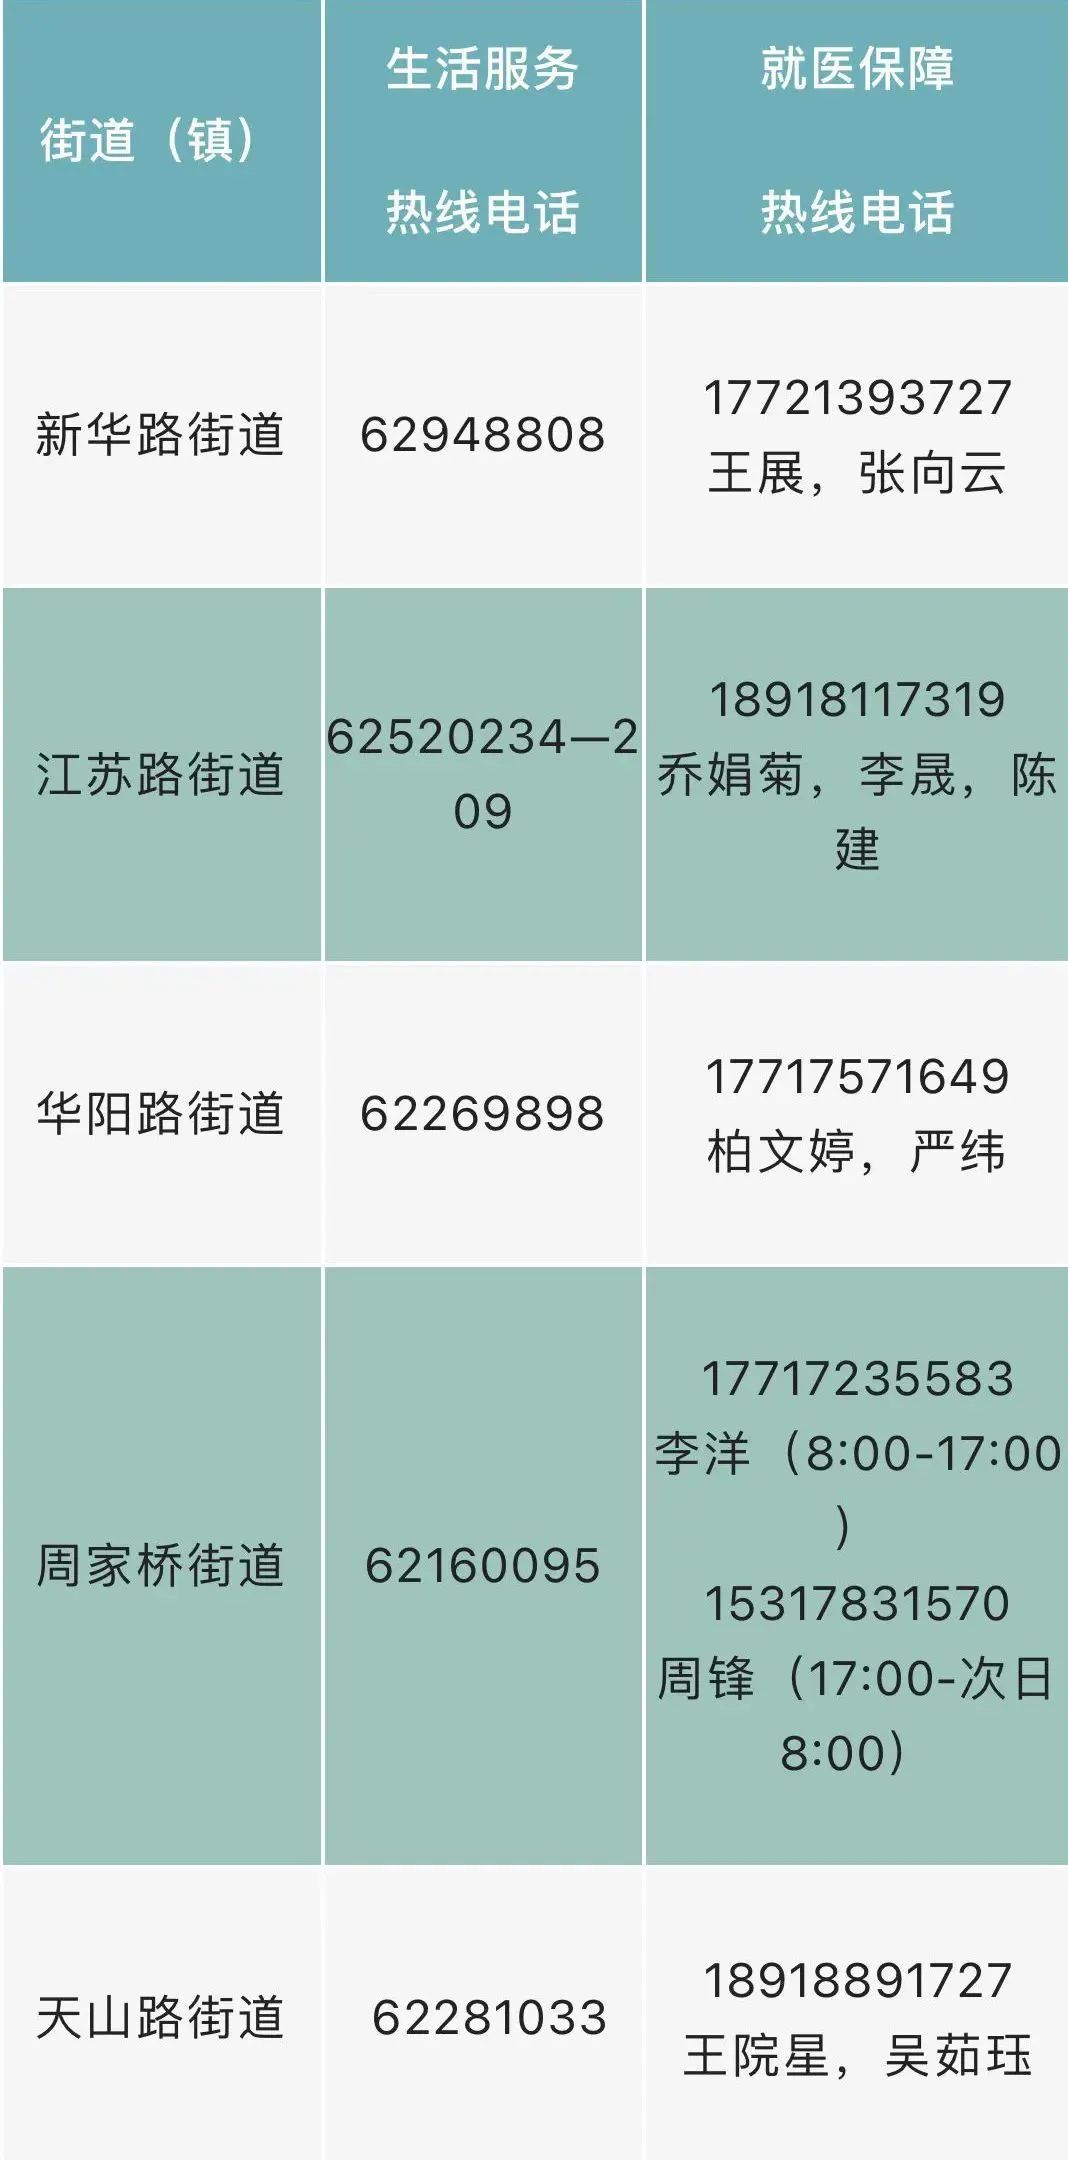 街道（镇）
生活服务
热线电话
就医保障
热线电话
新华路街道
62948808
17721393727
王展，张向云
江苏路街道
62520234—2
09
18918117319
乔娟菊，李晟，陈
建
华阳路街道
62269898
17717571649
柏文婷，严纬
周家桥街道
62160095
17717235583
李洋（8:00-17:00
）
15317831570
周锋（17:00-次日
8:00）
天山路街道
62281033
18918891727
王院星，吴茹珏